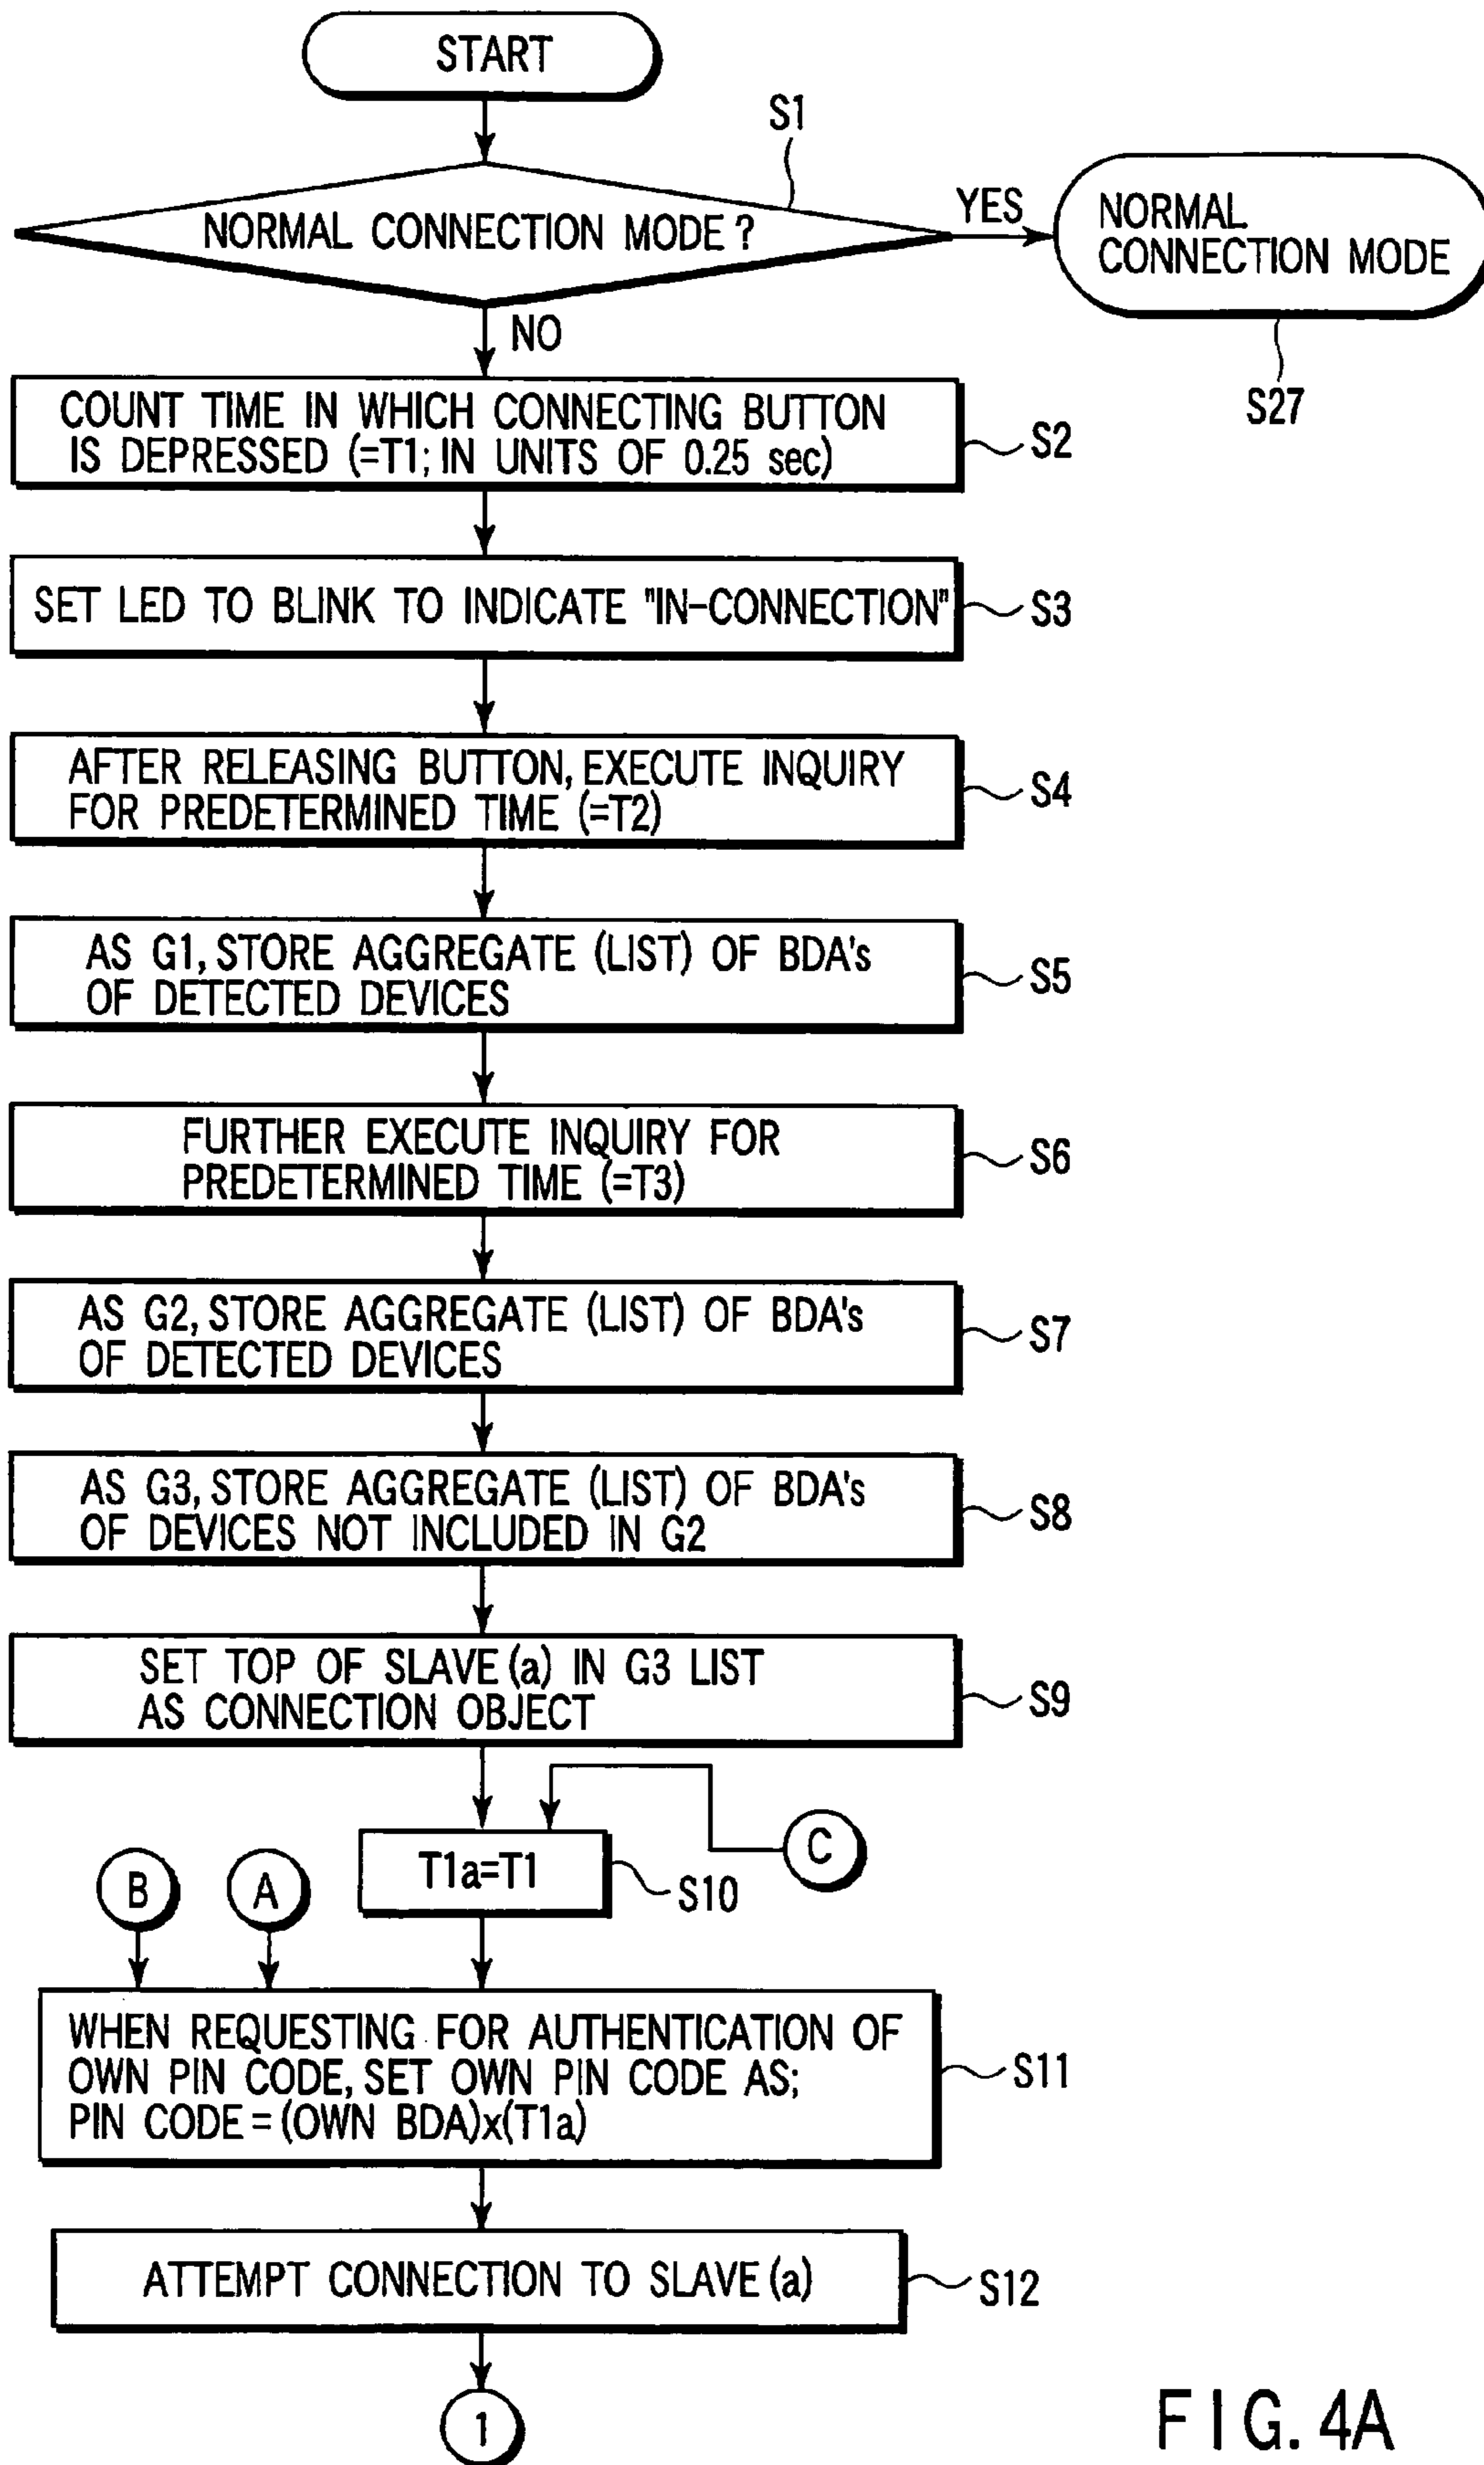 START
S1
NORMAL CONNECTION MODE?
YES
NORMAL
CONNECTION MODE
S27
NO
COUNT TIME IN WHICH CONNECTING BUTTON
IS DEPRESSED (=T1; IN UNITS OF 0.25 sec)
S2
SET LED TO BLINK TO INDICATE "IN-CONNECTION"
S3
AFTER RELEASING BUTTON, EXECUTE INQUIRY
FOR PREDETERMINED TIME (=T2)
S4
AS G1, STORE AGGREGATE (LIST) OF BDA's
OF DETECTED DEVICES
S5
FURTHER EXECUTE INQUIRY FOR
PREDETERMINED TIME (=T3)
S6
AS G2, STORE AGGREGATE (LIST) OF BDA's
OF DETECTED DEVICES
S7
AS G3, STORE AGGREGATE (LIST) OF BDA's
OF DEVICES NOT INCLUDED IN G2
S8
SET TOP OF SLAVE (a) IN G3 LIST
AS CONNECTION OBJECT
S9
C
T1a=T1
S10
B
A
WHEN REQUESTING FOR AUTHENTICATION OF
OWN PIN CODE, SET OWN PIN CODE AS;
PIN CODE = (OWN BDA)x(T1a)
S11
ATTEMPT CONNECTION TO SLAVE (a)
S12
1
FIG. 4A